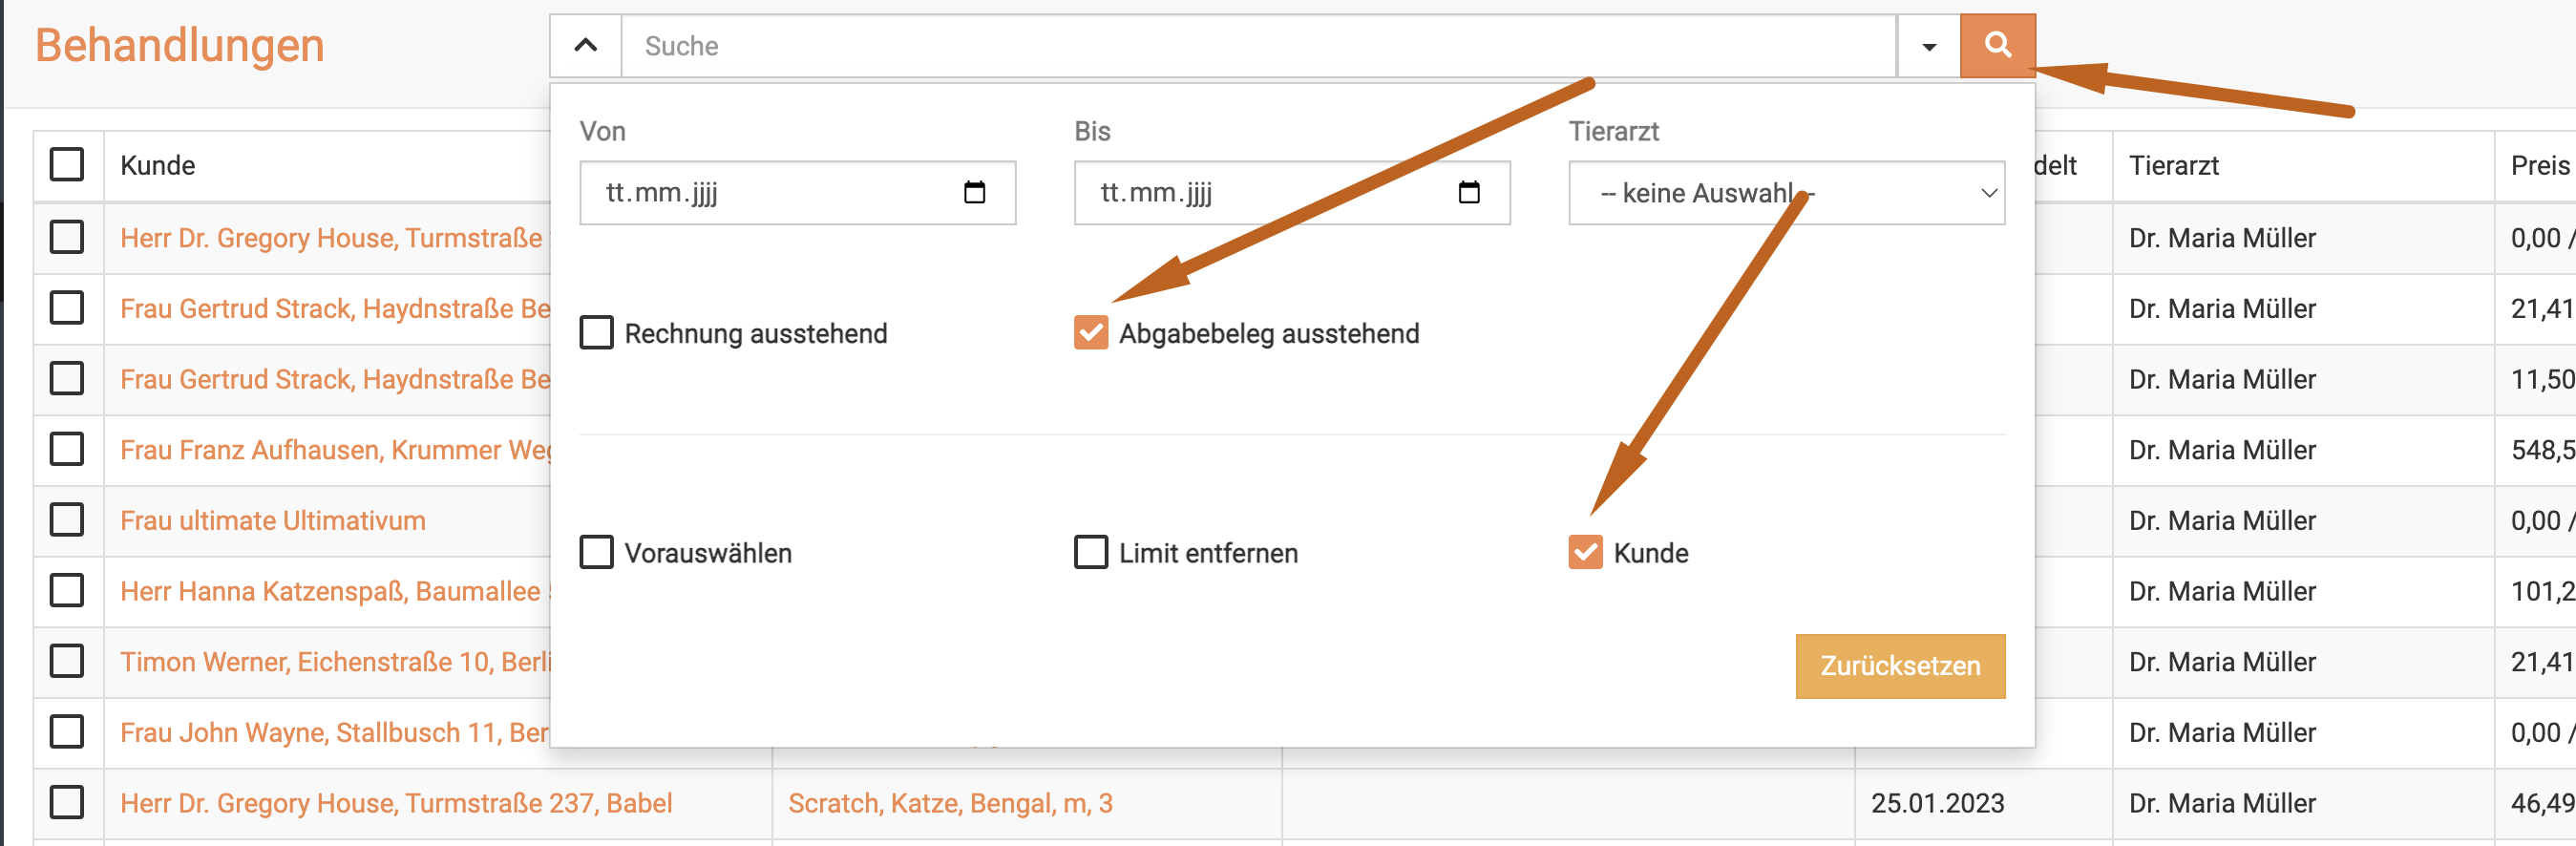 Behandlungen
Suche
Von Bis Tierarzt
tt.mm.jjjj tt.mm.jjjj -- keine Auswahl --
Rechnung ausstehend Abgabebeleg ausstehend
Vorauswählen Limit entfernen Kunde
Zurücksetzen
Kunde delt Tierarzt Preis
Herr Dr. Gregory House, Turmstraße Dr. Maria Müller 0,00 /
Frau Gertrud Strack, Haydnstraße Be Dr. Maria Müller 21,41
Frau Gertrud Strack, Haydnstraße Be Dr. Maria Müller 11,50
Frau Franz Aufhausen, Krummer Weg Dr. Maria Müller 548,5
Frau ultimate Ultimativum Dr. Maria Müller 0,00 /
Herr Hanna Katzenspaß, Baumallee Dr. Maria Müller 101,2
Timon Werner, Eichenstraße 10, Berli Dr. Maria Müller 21,41
Frau John Wayne, Stallbusch 11, Ber Dr. Maria Müller 0,00 /
Herr Dr. Gregory House, Turmstraße 237, Babel Scratch, Katze, Bengal, m, 3 25.01.2023 Dr. Maria Müller 46,49